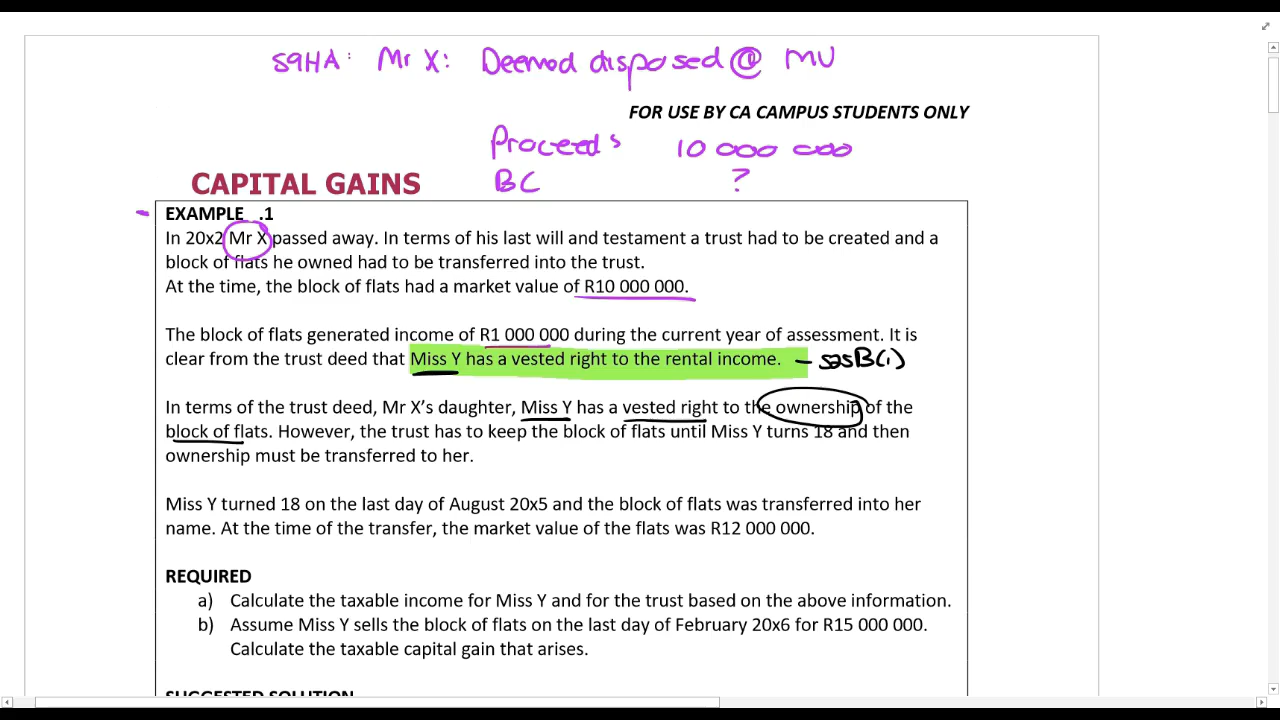 S9HA: Mr X: Deemed disposed @ MV
FOR USE BY CA CAMPUS STUDENTS ONLY
Proceeds 10 000 000
CAPITAL GAINS BC ?
EXAMPLE .1
In 20x2 Mr X passed away. In terms of his last will and testament a trust had to be created and a
block of flats he owned had to be transferred into the trust.
At the time, the block of flats had a market value of R10 000 000.
The block of flats generated income of R1 000 000 during the current year of assessment. It is
clear from the trust deed that Miss Y has a vested right to the rental income. – s25B(1)
In terms of the trust deed, Mr X's daughter, Miss Y has a vested right to the ownership of the
block of flats. However, the trust has to keep the block of flats until Miss Y turns 18 and then
ownership must be transferred to her.
Miss Y turned 18 on the last day of August 20x5 and the block of flats was transferred into her
name. At the time of the transfer, the market value of the flats was R12 000 000.
REQUIRED
a) Calculate the taxable income for Miss Y and for the trust based on the above information.
b) Assume Miss Y sells the block of flats on the last day of February 20x6 for R15 000 000.
Calculate the taxable capital gain that arises.
SUGGESTED SOLUTION